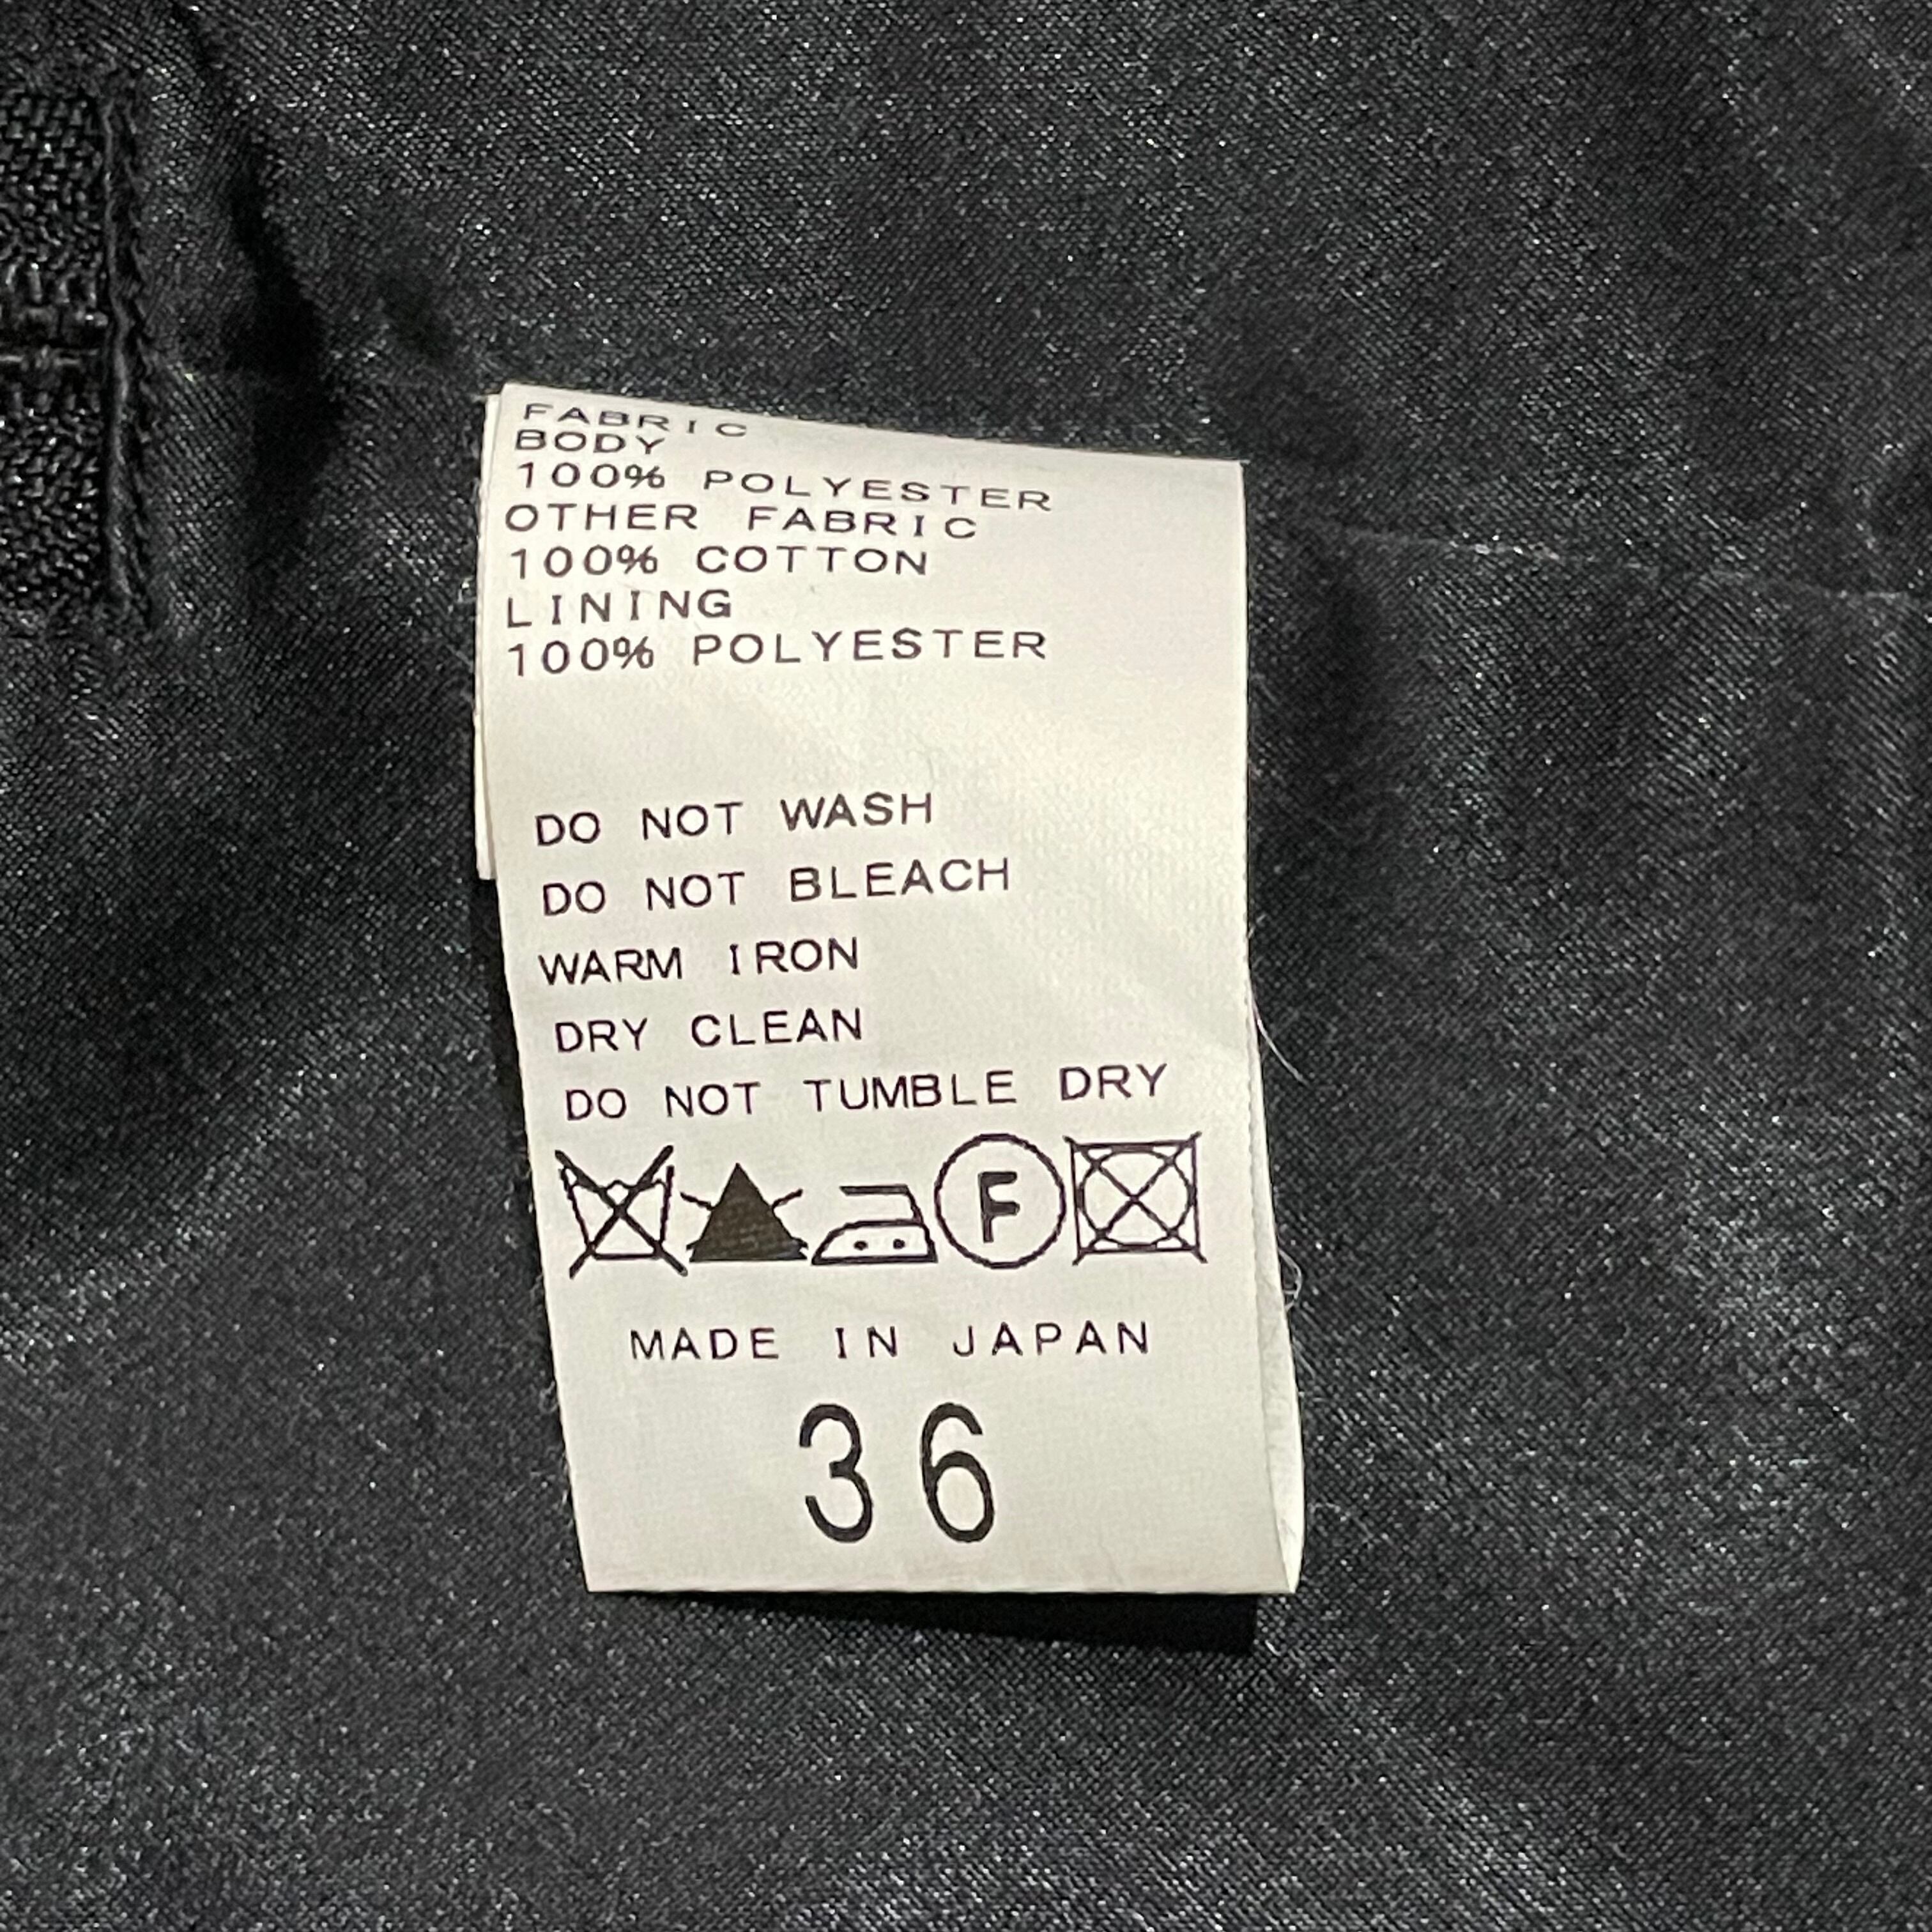 FABRIC
BODY
100% POLYESTER
OTHER FABRIC
100% COTTON
LINING
100% POLYESTER
DO NOT WASH
DO NOT BLEACH
WARM IRON
DRY CLEAN
DO NOT TUMBLE DRY
F
MADE IN JAPAN
36